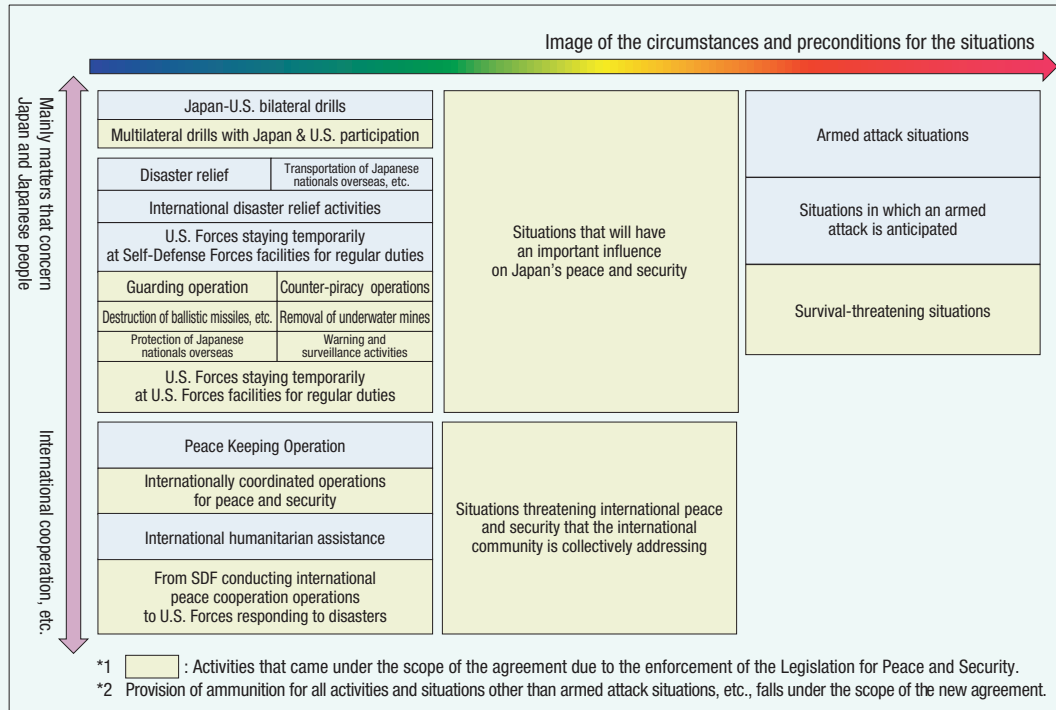 Image of the circumstances and preconditions for the situations
Mainly matters that concern
Japan and Japanese people
Japan-U.S. bilateral drills
Multilateral drills with Japan & U.S. participation
Disaster relief
Transportation of Japanese
nationals overseas, etc.
International disaster relief activities
U.S. Forces staying temporarily
at Self-Defense Forces facilities for regular duties
Guarding operation
Counter-piracy operations
Destruction of ballistic missiles, etc.
Removal of underwater mines
Protection of Japanese
nationals overseas
Warning and
surveillance activities
U.S. Forces staying temporarily
at U.S. Forces facilities for regular duties
Situations that will have
an important influence
on Japan's peace and security
Armed attack situations
Situations in which an armed
attack is anticipated
Survival-threatening situations
International cooperation, etc.
Peace Keeping Operation
Internationally coordinated operations
for peace and security
International humanitarian assistance
From SDF conducting international
peace cooperation operations
to U.S. Forces responding to disasters
Situations threatening international peace
and security that the international
community is collectively addressing
*1 : Activities that came under the scope of the agreement due to the enforcement of the Legislation for Peace and Security.
*2 Provision of ammunition for all activities and situations other than armed attack situations, etc., falls under the scope of the new agreement.